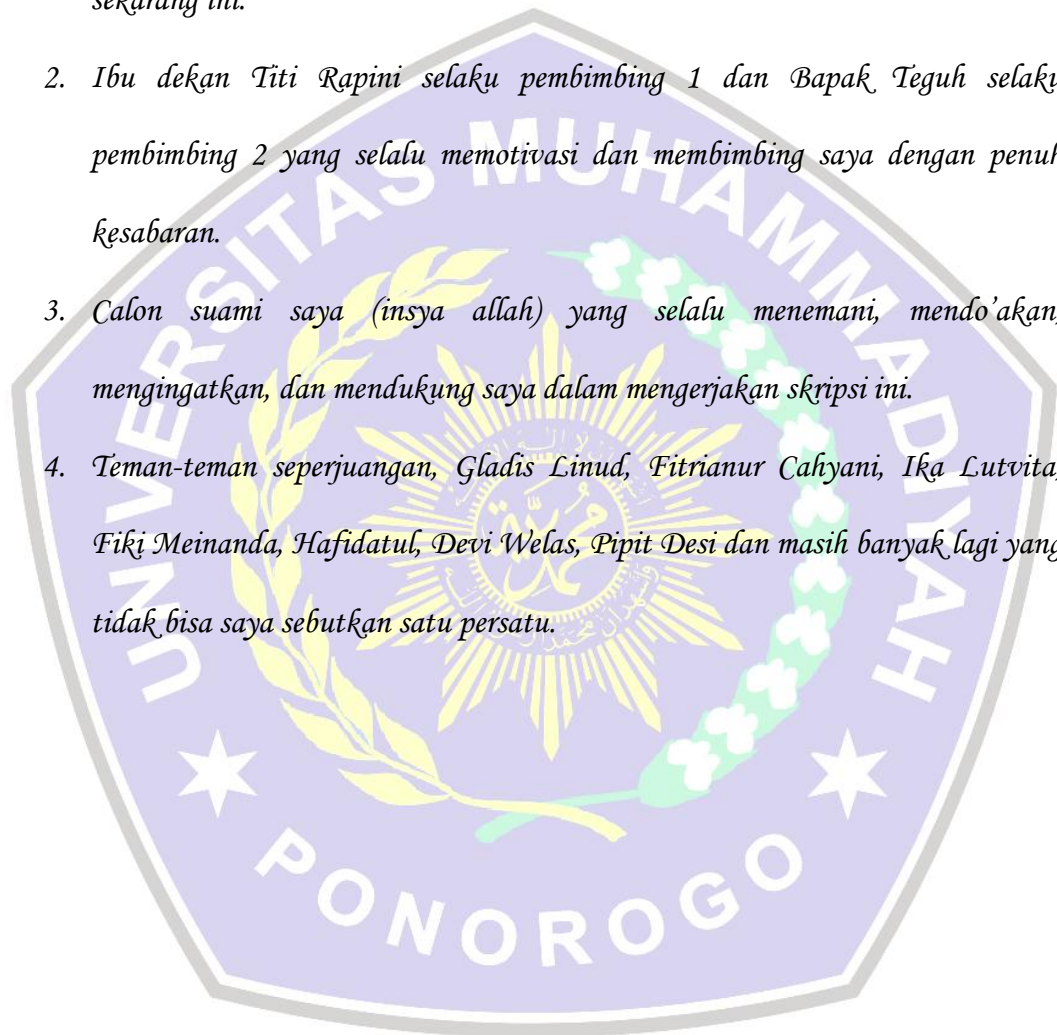 sekarang ini.
2. Ibu dekan Titi Rapini selaku pembimbing 1 dan Bapak Teguh selaku
pembimbing 2 yang selalu memotivasi dan membimbing saya dengan penuh
kesabaran.
3. Calon suami saya (insya allah) yang selalu menemani, mendo’akan,
mengingatkan, dan mendukung saya dalam mengerjakan skripsi ini.
4. Teman-teman seperjuangan, Gladis Linud, Fitrianur Cahyani, Ika Lutvita,
Fiki Meinanda, Hafidatul, Devi Welas, Pipit Desi dan masih banyak lagi yang
tidak bisa saya sebutkan satu persatu.
UNIVERSITAS MUHAMMADIYAH
محمدية
PONOROGO